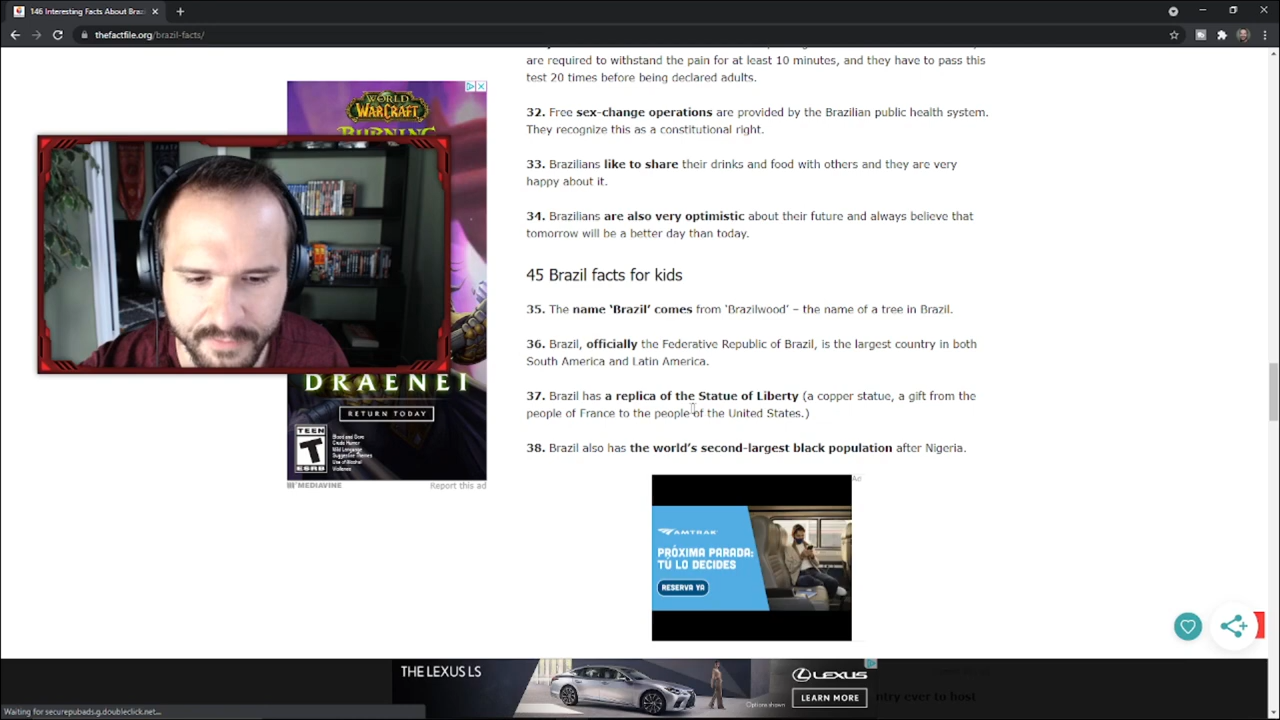 146 Interesting Facts About Braz
thefactfile.org/brazil-facts/
are required to withstand the pain for at least 10 minutes, and they have to pass this
test 20 times before being declared adults.
32. Free sex-change operations are provided by the Brazilian public health system.
They recognize this as a constitutional right.
33. Brazilians like to share their drinks and food with others and they are very
happy about it.
34. Brazilians are also very optimistic about their future and always believe that
tomorrow will be a better day than today.
45 Brazil facts for kids
35. The name ‘Brazil’ comes from ‘Brazilwood’ – the name of a tree in Brazil.
36. Brazil, officially the Federative Republic of Brazil, is the largest country in both
South America and Latin America.
37. Brazil has a replica of the Statue of Liberty (a copper statue, a gift from the
people of France to the people of the United States.)
38. Brazil also has the world’s second-largest black population after Nigeria.
WORLD
WARCRAFT
BURNING
DRAENEI
RETURN TODAY
TEEN
T
ESRB
Blood and Gore
Crude Humor
Mild Language
Suggestive Themes
Use of Alcohol
Violence
MEDIAVINE
Report this ad
Ad
AMTRAK
PRÓXIMA PARADA:
TÚ LO DECIDES
RESERVA YA
THE LEXUS LS
Options shown
LEXUS
LEARN MORE
ntry ever to host
Waiting for securepubads.g.doubleclick.net...